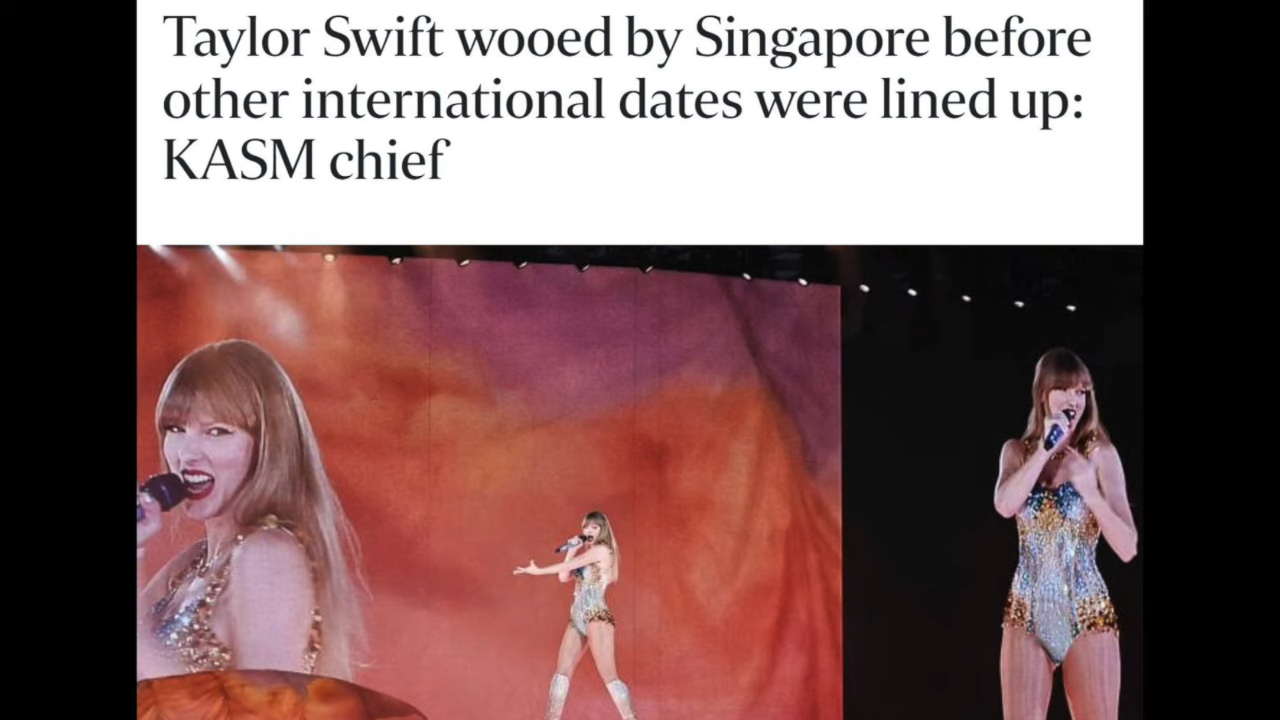 Taylor Swift wooed by Singapore before
other international dates were lined up:
KASM chief